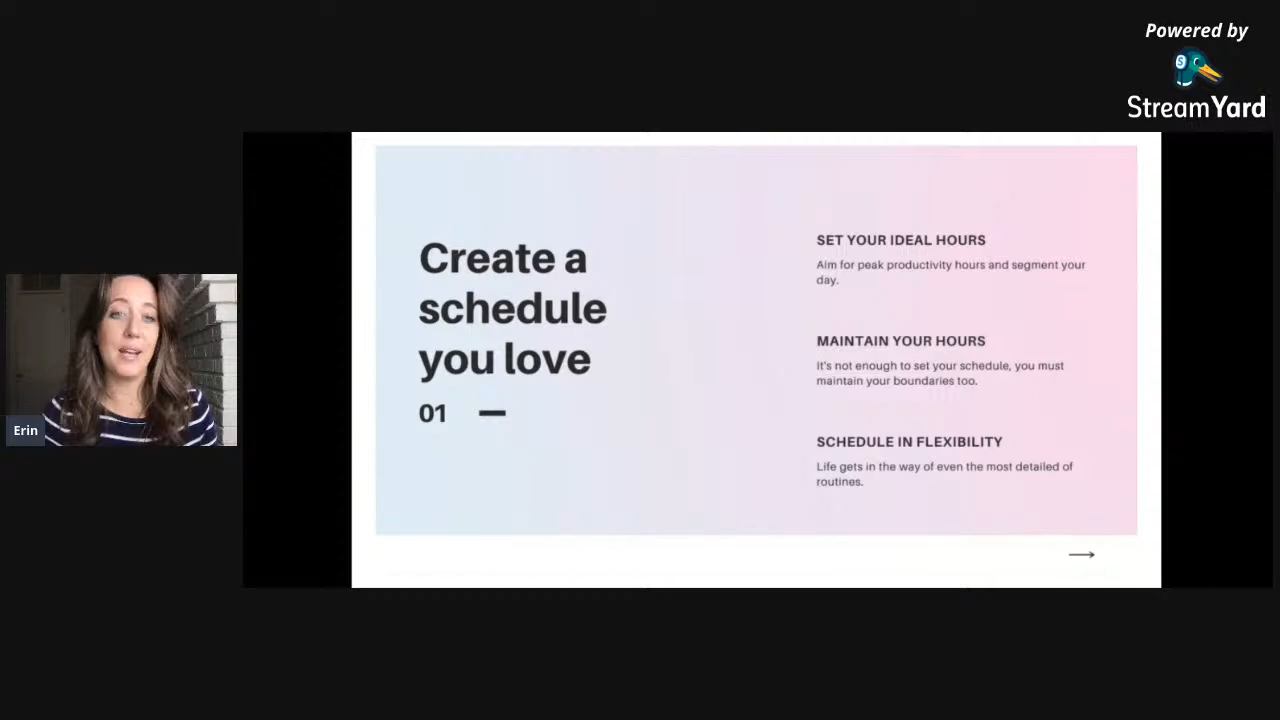 Powered by
StreamYard
Create a
schedule
you love
01
SET YOUR IDEAL HOURS
Aim for peak productivity hours and segment your
day.
MAINTAIN YOUR HOURS
It's not enough to set your schedule, you must
maintain your boundaries too.
SCHEDULE IN FLEXIBILITY
Life gets in the way of even the most detailed of
routines.
Erin